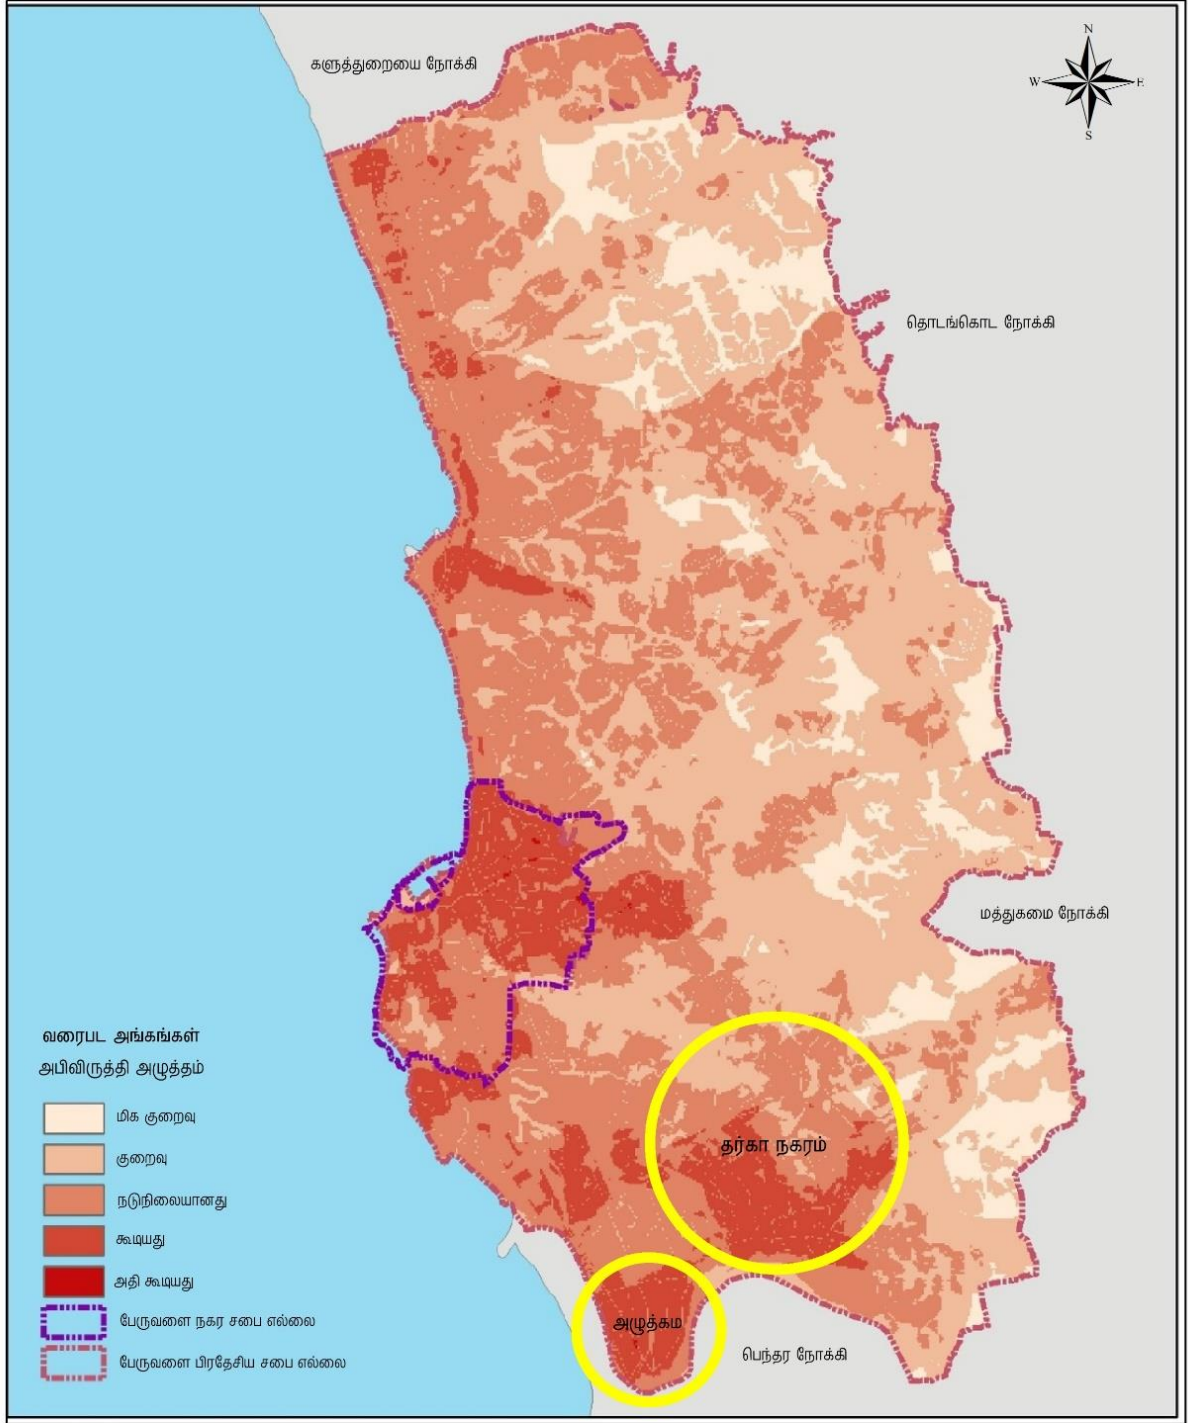 களுத்துறையை நோக்கி
N
W
E
S
தொடங்கொட நோக்கி
மத்துகமை நோக்கி
தர்கா நகரம்
அழுத்கம
பெந்தர நோக்கி
வரைபட அங்கங்கள்
அபிவிருத்தி அழுத்தம்
மிக குறைவு
குறைவு
நடுநிலையானது
கூடியது
அதி கூடியது
பேருவளை நகர சபை எல்லை
பேருவளை பிரதேசிய சபை எல்லை